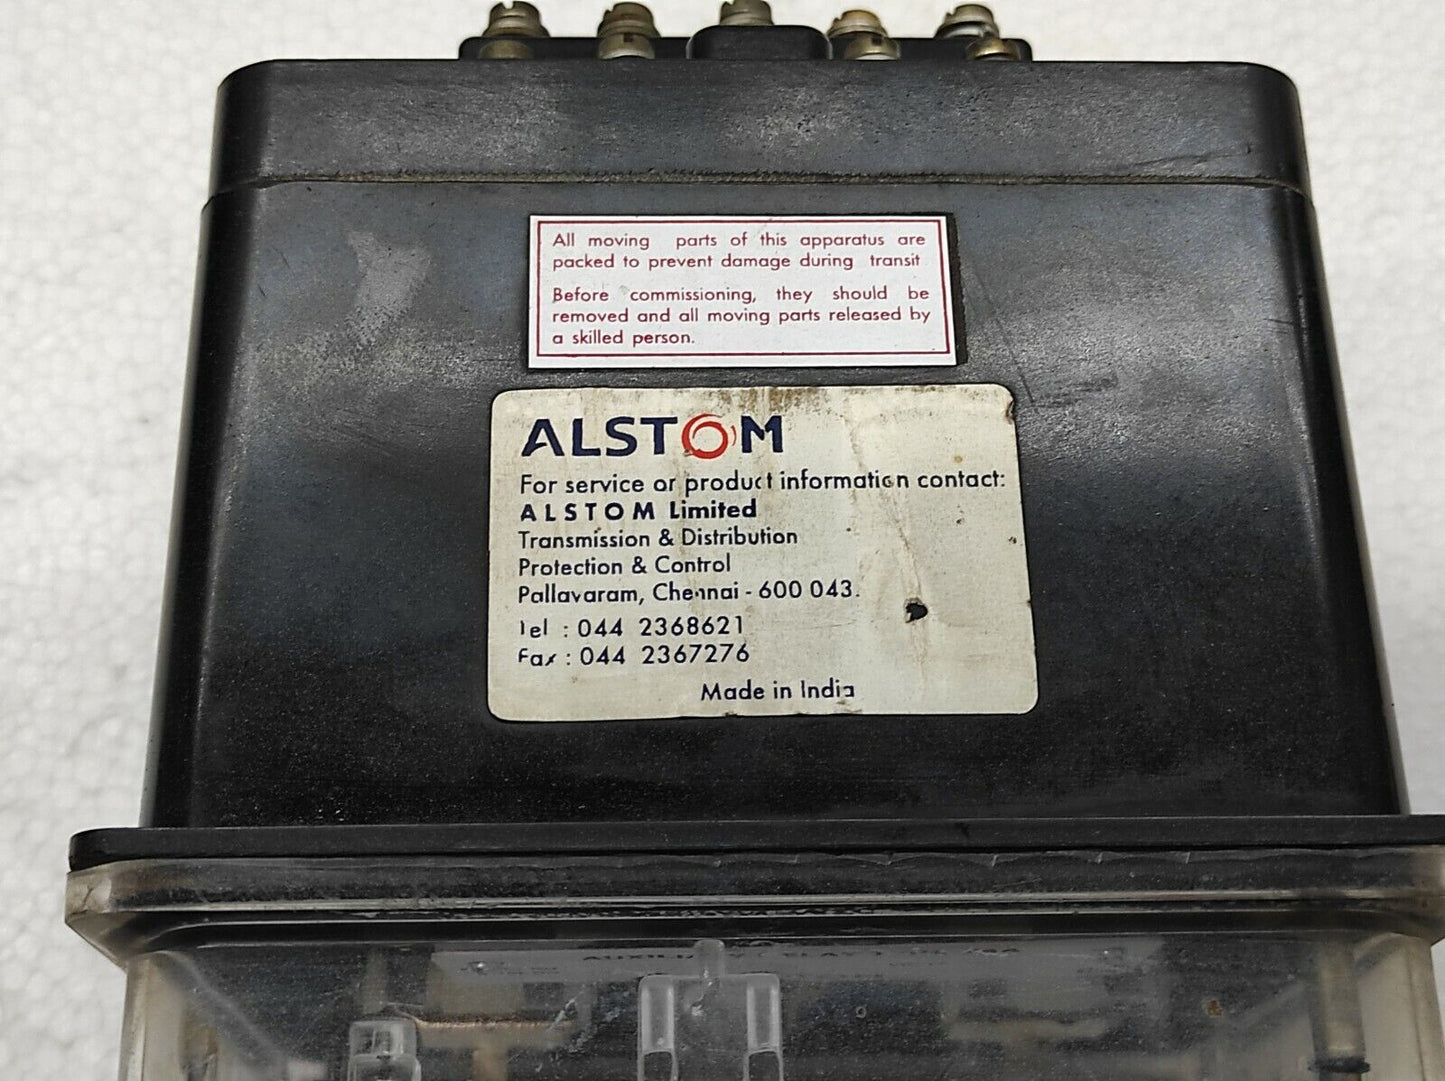 All moving parts of this apparatus are
packed to prevent damage during transit
Before commissioning, they should be
removed and all moving parts released by
a skilled person.
ALSTOM
For service or product information contact:
ALSTOM Limited
Transmission & Distribution
Protection & Control
Pallavaram, Chennai - 600 043.
Tel : 044 2368621
Fax : 044 2367276
Made in India